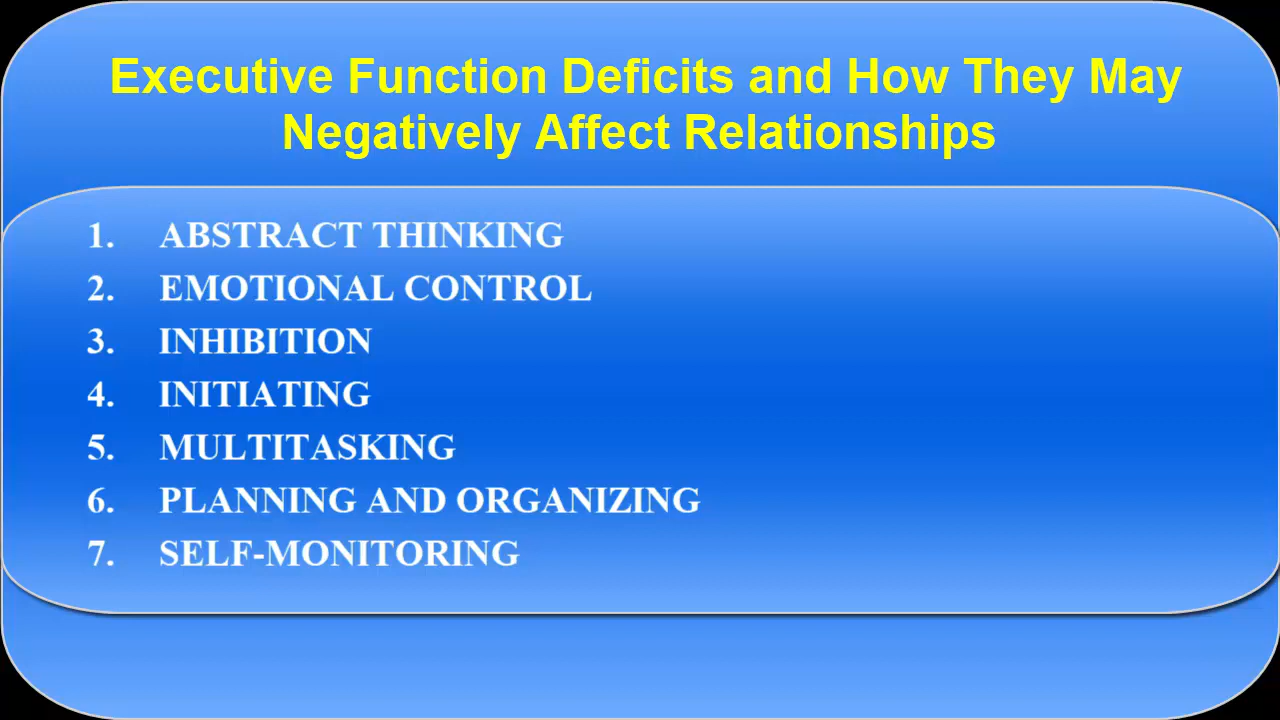 Executive Function Deficits and How They May
Negatively Affect Relationships
1. ABSTRACT THINKING
2. EMOTIONAL CONTROL
3. INHIBITION
4. INITIATING
5. MULTITASKING
6. PLANNING AND ORGANIZING
7. SELF-MONITORING